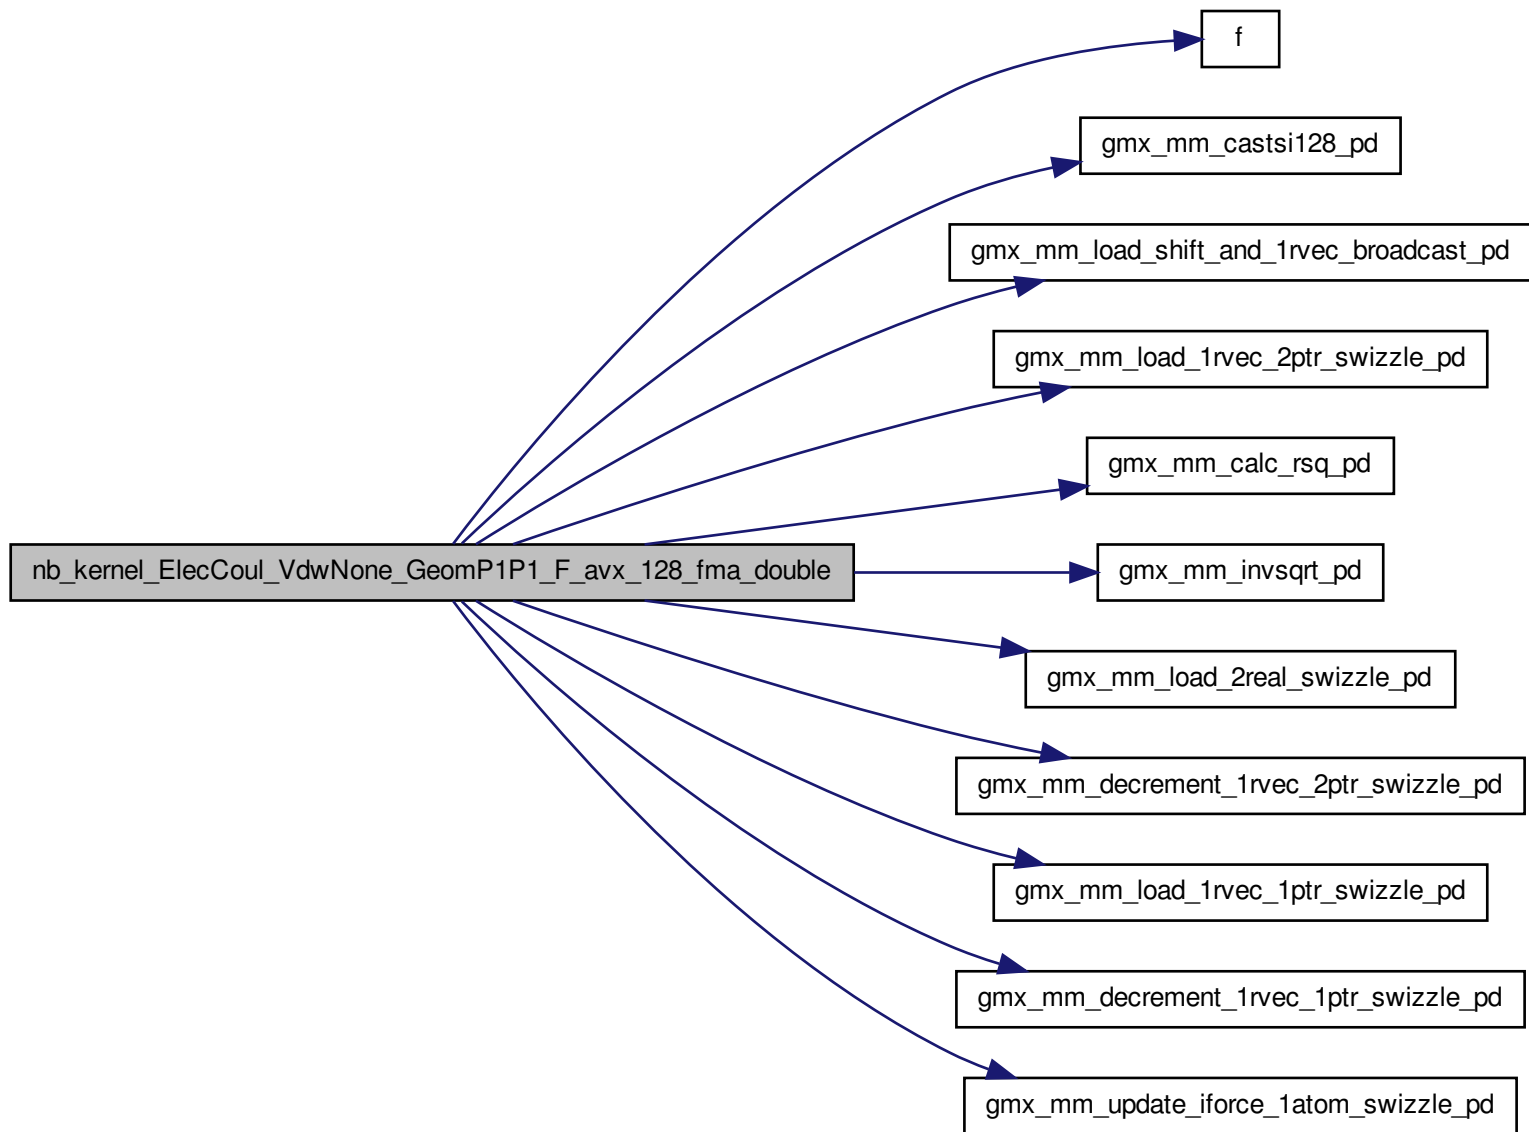 f
gmx_mm_castsi128_pd
gmx_mm_load_shift_and_1rvec_broadcast_pd
gmx_mm_load_1rvec_2ptr_swizzle_pd
gmx_mm_calc_rsq_pd
nb_kernel_ElecCoul_VdwNone_GeomP1P1_F_avx_128_fma_double
gmx_mm_invsqrt_pd
gmx_mm_load_2real_swizzle_pd
gmx_mm_decrement_1rvec_2ptr_swizzle_pd
gmx_mm_load_1rvec_1ptr_swizzle_pd
gmx_mm_decrement_1rvec_1ptr_swizzle_pd
gmx_mm_update_iforce_1atom_swizzle_pd